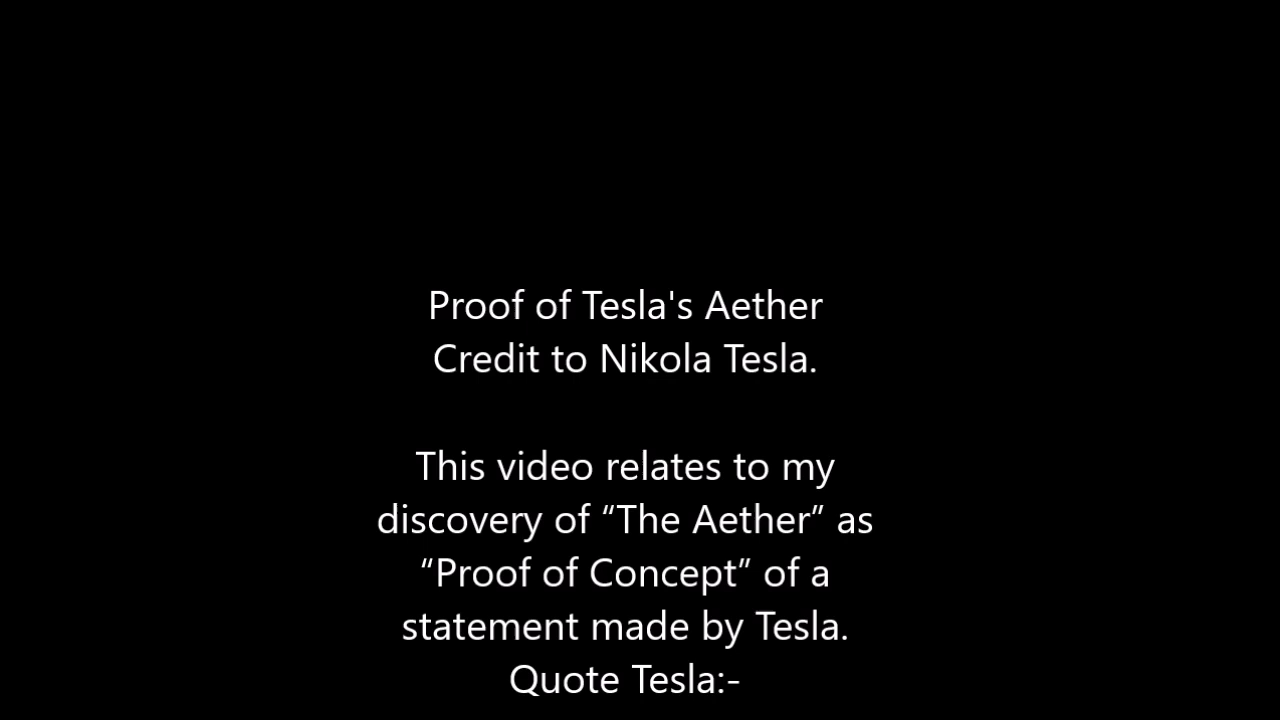 Proof of Tesla's Aether
Credit to Nikola Tesla.
This video relates to my
discovery of “The Aether” as
“Proof of Concept” of a
statement made by Tesla.
Quote Tesla:-